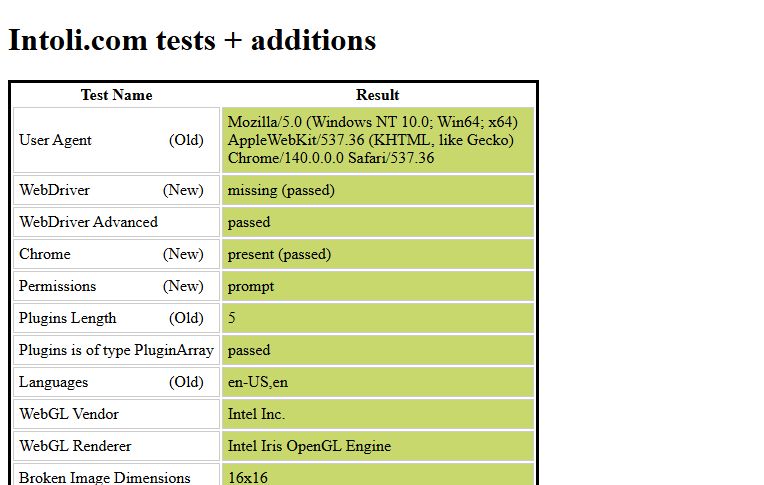 Intoli.com tests + additions
Test Name Result
User Agent (Old) Mozilla/5.0 (Windows NT 10.0; Win64; x64)
AppleWebKit/537.36 (KHTML, like Gecko)
Chrome/140.0.0.0 Safari/537.36
WebDriver (New) missing (passed)
WebDriver Advanced passed
Chrome (New) present (passed)
Permissions (New) prompt
Plugins Length (Old) 5
Plugins is of type PluginArray passed
Languages (Old) en-US,en
WebGL Vendor Intel Inc.
WebGL Renderer Intel Iris OpenGL Engine
Broken Image Dimensions 16x16